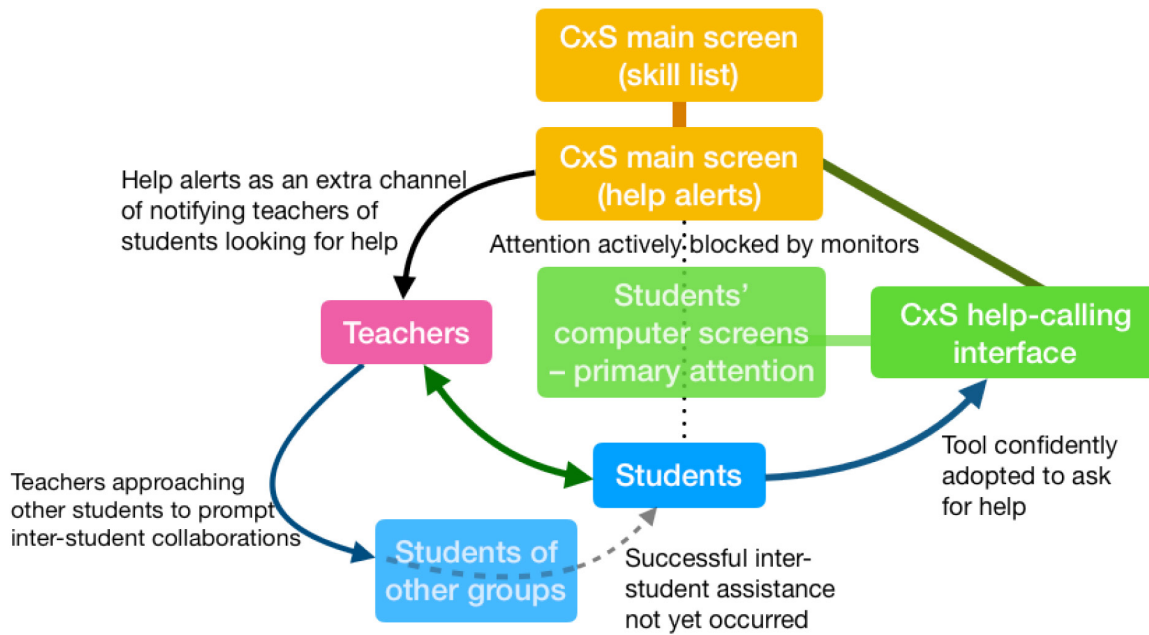 CxS main screen
(skill list)
CxS main screen
(help alerts)
Help alerts as an extra channel
of notifying teachers of
students looking for help
Attention actively blocked by monitors
Students’
computer screens
– primary attention
CxS help-calling
interface
Teachers
Students
Tool confidently
adopted to ask
for help
Teachers approaching
other students to prompt
inter-student collaborations
Students of
other groups
Successful inter-
student assistance
not yet occurred